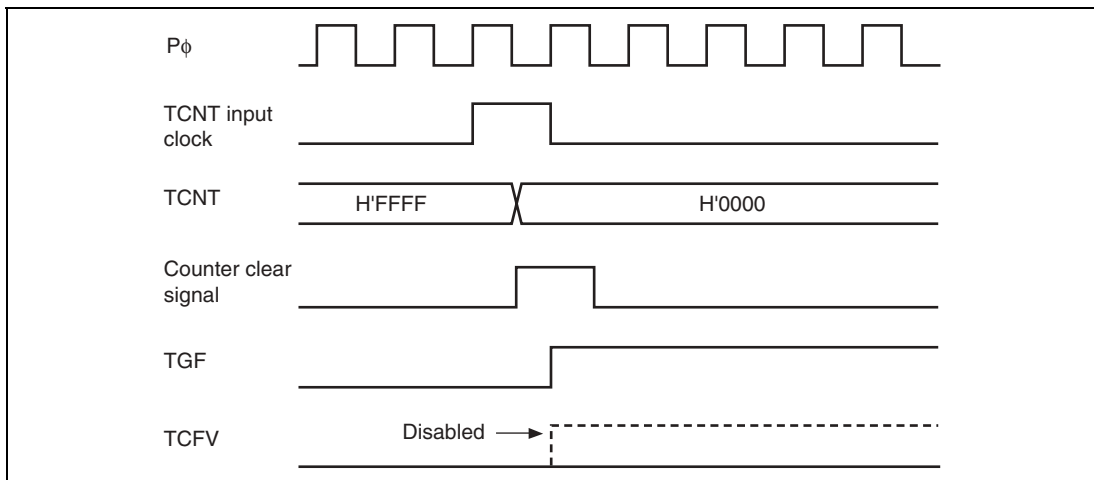 Pϕ
TCNT input
clock
TCNT
H'FFFF
H'0000
Counter clear
signal
TGF
TCFV
Disabled